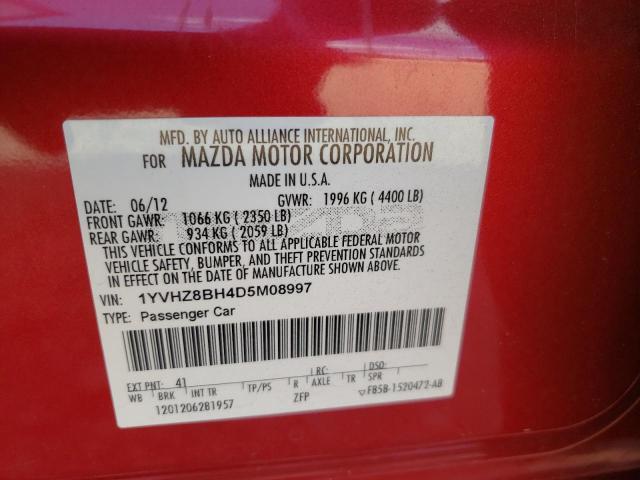 MFD. BY AUTO ALLIANCE INTERNATIONAL, INC.
FOR MAZDA MOTOR CORPORATION
MADE IN U.S.A.
DATE: 06/12 GVWR: 1996 KG (4400 LB)
FRONT GAWR: 1066 KG (2350 LB)
REAR GAWR: 934 KG (2059 LB)
THIS VEHICLE CONFORMS TO ALL APPLICABLE FEDERAL MOTOR
VEHICLE SAFETY, BUMPER, AND THEFT PREVENTION STANDARDS
IN EFFECT ON THE DATE OF MANUFACTURE SHOWN ABOVE.
VIN: 1YVHZ8BH4D5M08997
TYPE: Passenger Car
EXT PNT: 41 RC: DSO:
WB BRK INT TR TP/PS R AXLE TR SPR
1201206281957 ZFP FB5B-1520472-AB